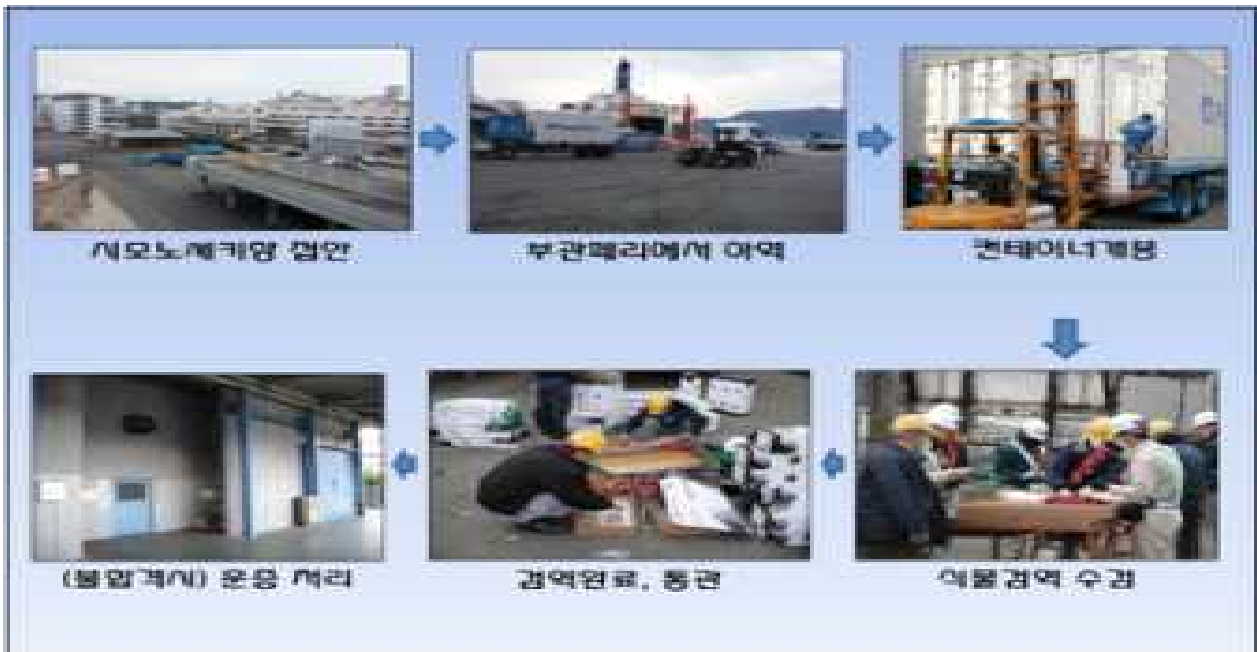 시모노세키항 접안
부관페리에서 하역
컨테이너개봉
식물검역 수검
검역완료, 통관
(불합격시) 훈증 처리